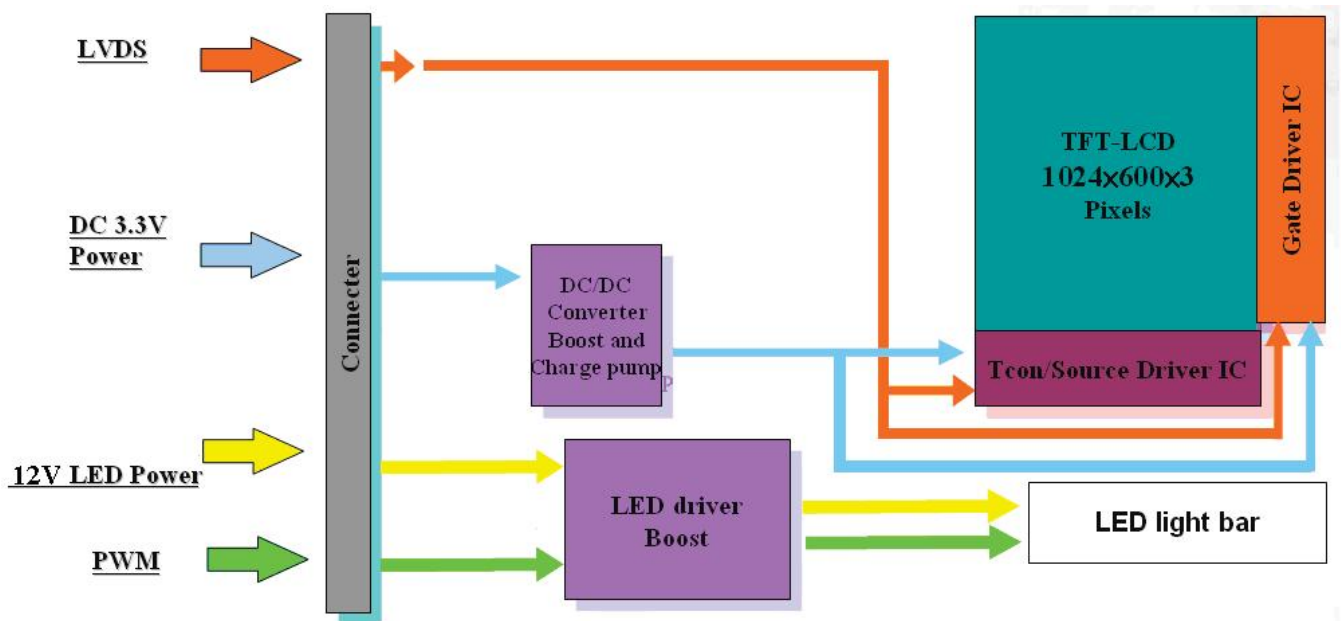 LVDS
DC 3.3V
Power
12V LED Power
PWM
Connecter
DC/DC
Converter
Boost and
Charge pump
P
LED driver
Boost
TFT-LCD
1024x600x3
Pixels
Gate Driver IC
Tcon/Source Driver IC
LED light bar